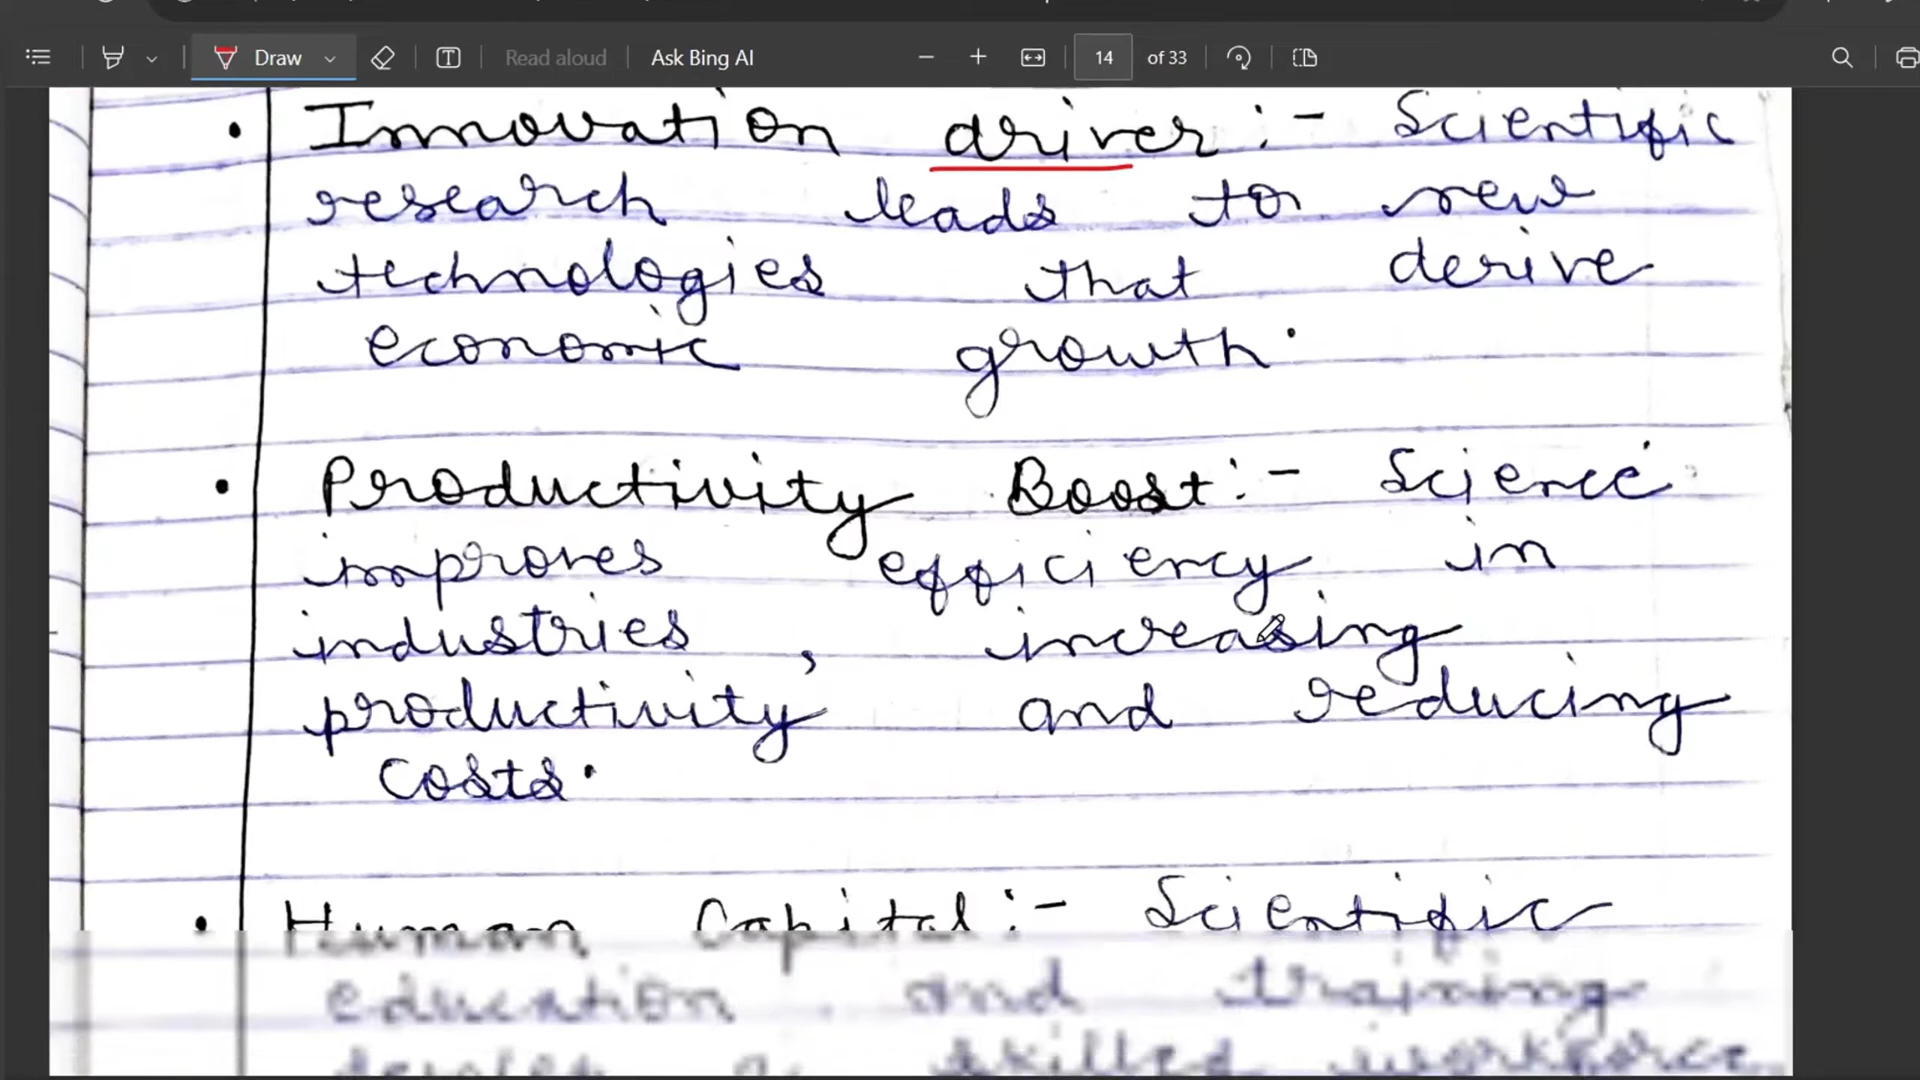 Draw
Read aloud
Ask Bing AI
14 of 33
• Innovation driver :- Scientific
research leads to new
technologies that derive
economic growth.
• Productivity Boost :- Science
improves efficiency in
industries, increasing
productivity and reducing
costs.
• Human Capital :- Scientific
education and training
skilled workforce